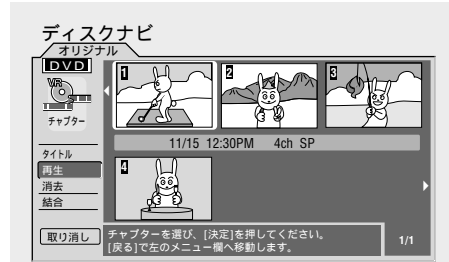 ディスクナビ
オリジナル
DVD
VR
チャプター
タイトル
再生
消去
結合
取り消し
1
2
3
11/15 12:30PM 4ch SP
4
チャプターを選び、[決定]を押してください。
[戻る]で左のメニュー欄へ移動します。
1/1